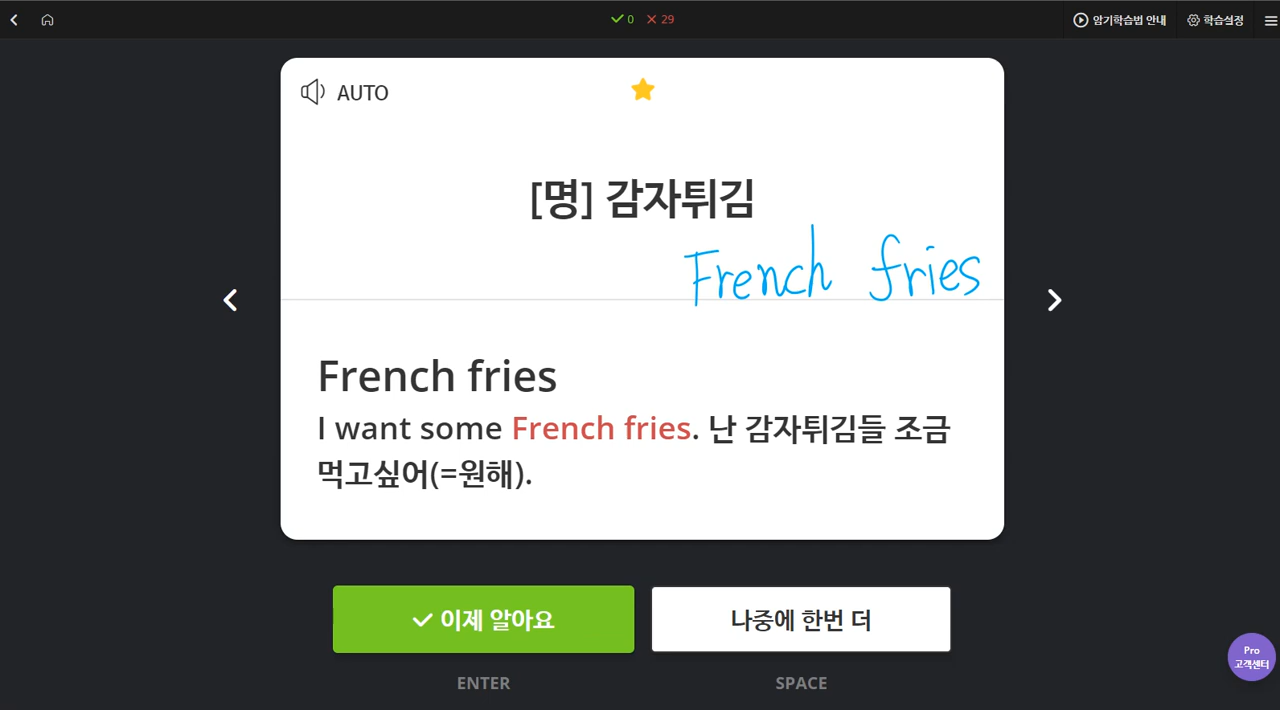 0 29 암기학습법 안내 학습설정
AUTO
[명] 감자튀김
French fries
French fries
I want some French fries. 난 감자튀김들 조금
먹고싶어(=원해).
이제 알아요 나중에 한번 더
Pro
고객센터
ENTER SPACE